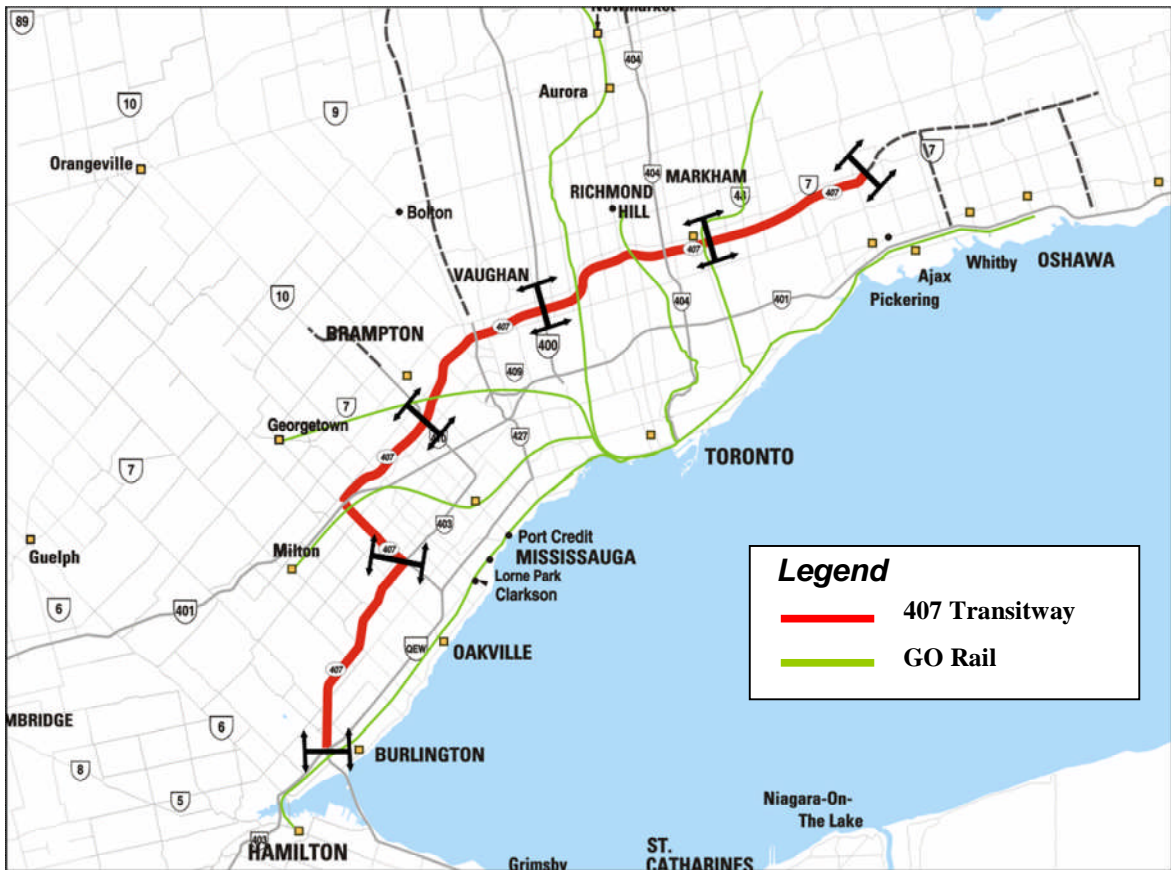 Newmarket
89
404
Aurora
10
9
Orangeville
7
404
MARKHAM
RICHMOND
HILL
7
407
Bolton
407
VAUGHAN
Whitby
OSHAWA
Ajax
Pickering
10
404
401
407
BRAMPTON
400
409
7
Georgetown
427
407
TORONTO
7
403
Port Credit
MISSISSAUGA
Guelph
Milton
407
Lorne Park
Clarkson
6
401
QEW
OAKVILLE
407
MBRIDGE
6
BURLINGTON
8
5
403
HAMILTON
Niagara-On-
The Lake
ST.
CATHARINES
Grimsby
Legend
407 Transitway
GO Rail